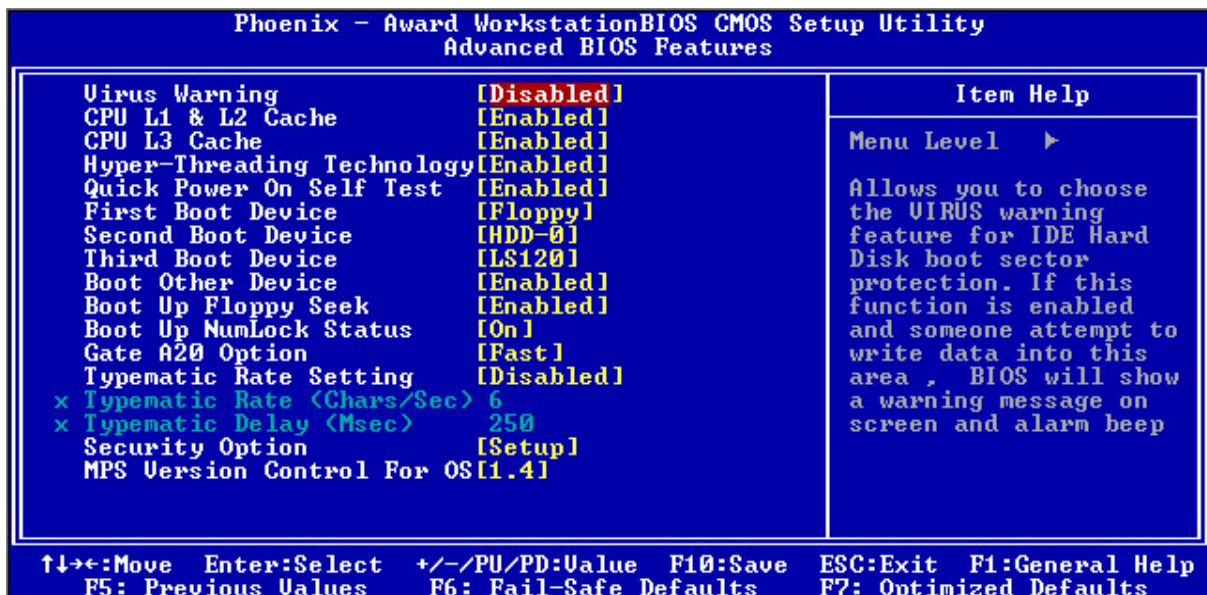 Phoenix - Award WorkstationBIOS CMOS Setup Utility
Advanced BIOS Features
Virus Warning [Disabled]
CPU L1 & L2 Cache [Enabled]
CPU L3 Cache [Enabled]
Hyper-Threading Technology[Enabled]
Quick Power On Self Test [Enabled]
First Boot Device [Floppy]
Second Boot Device [HDD-0]
Third Boot Device [LS120]
Boot Other Device [Enabled]
Boot Up Floppy Seek [Enabled]
Boot Up NumLock Status [On]
Gate A20 Option [Fast]
Typematic Rate Setting [Disabled]
x Typematic Rate (Chars/Sec) 6
x Typematic Delay (Msec) 250
Security Option [Setup]
MPS Version Control For OS[1.4]
Item Help
Menu Level ▶
Allows you to choose
the VIRUS warning
feature for IDE Hard
Disk boot sector
protection. If this
function is enabled
and someone attempt to
write data into this
area , BIOS will show
a warning message on
screen and alarm beep
↑↓→←:Move Enter:Select +/-/PU/PD:Value F10:Save ESC:Exit F1:General Help
F5: Previous Values F6: Fail-Safe Defaults F7: Optimized Defaults